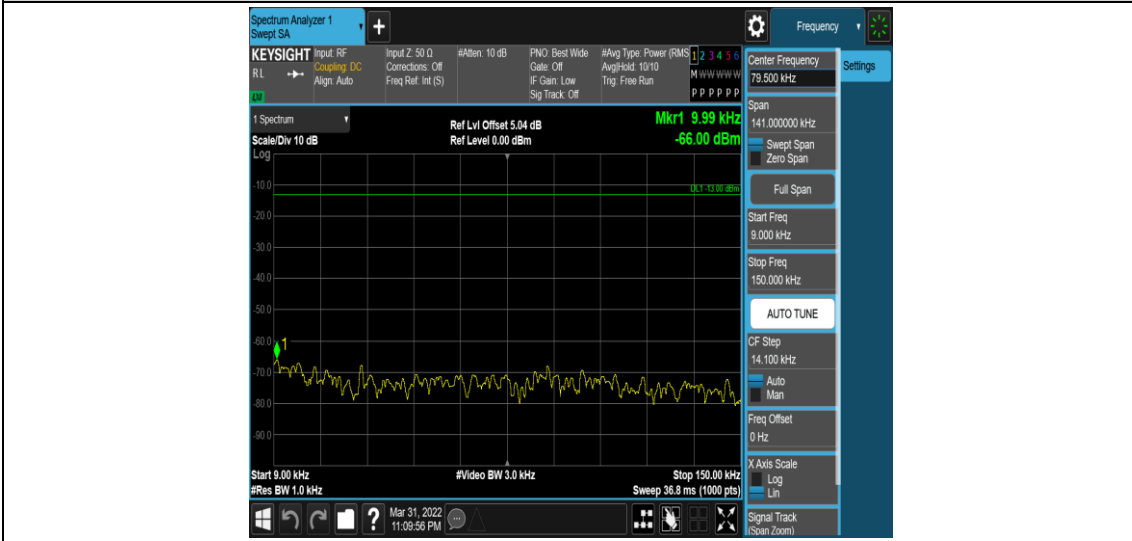 Spectrum Analyzer 1
Swept SA
+
Frequency
KEYSIGHT
Input: RF
Input Z: 50 Ω
#Atten: 10 dB
PNO: Best Wide
#Avg Type: Power (RMS
1 2 3 4 5 6
R L
Coupling: DC
Corrections: Off
Gate: Off
Avg|Hold: 10/10
M W W W W W
Align: Auto
Freq Ref: Int (S)
IF Gain: Low
Trig: Free Run
Sig Track: Off
P P P P P P
1 Spectrum
Ref Lvl Offset 5.04 dB
Mkr1 9.99 kHz
Scale/Div 10 dB
Ref Level 0.00 dBm
-66.00 dBm
Log
DL1 -13.00 dBm
-10.0
-20.0
-30.0
-40.0
-50.0
-60.0
1
-70.0
-80.0
-90.0
Start 9.00 kHz
#Video BW 3.0 kHz
Stop 150.00 kHz
#Res BW 1.0 kHz
Sweep 36.8 ms (1000 pts)
?
Mar 31, 2022
11:09:56 PM
Center Frequency
79.500 kHz
Settings
Span
141.000000 kHz
Swept Span
Zero Span
Full Span
Start Freq
9.000 kHz
Stop Freq
150.000 kHz
AUTO TUNE
CF Step
14.100 kHz
Auto
Man
Freq Offset
0 Hz
X Axis Scale
Log
Lin
Signal Track
(Span Zoom)